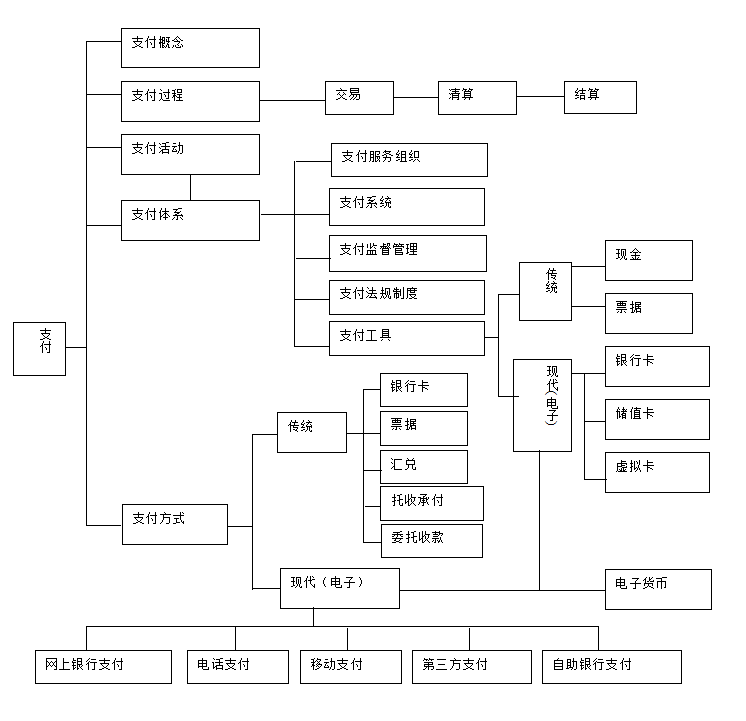 支付概念
支付过程
交易
清算
结算
支付活动
支付服务组织
支付体系
支付系统
支付监督管理
支付法规制度
支付工具
传统
现金
票据
支付
现代(电子)
银行卡
储值卡
虚拟卡
传统
银行卡
票据
汇兑
托收承付
委托收款
支付方式
现代（电子）
电子货币
网上银行支付
电话支付
移动支付
第三方支付
自助银行支付